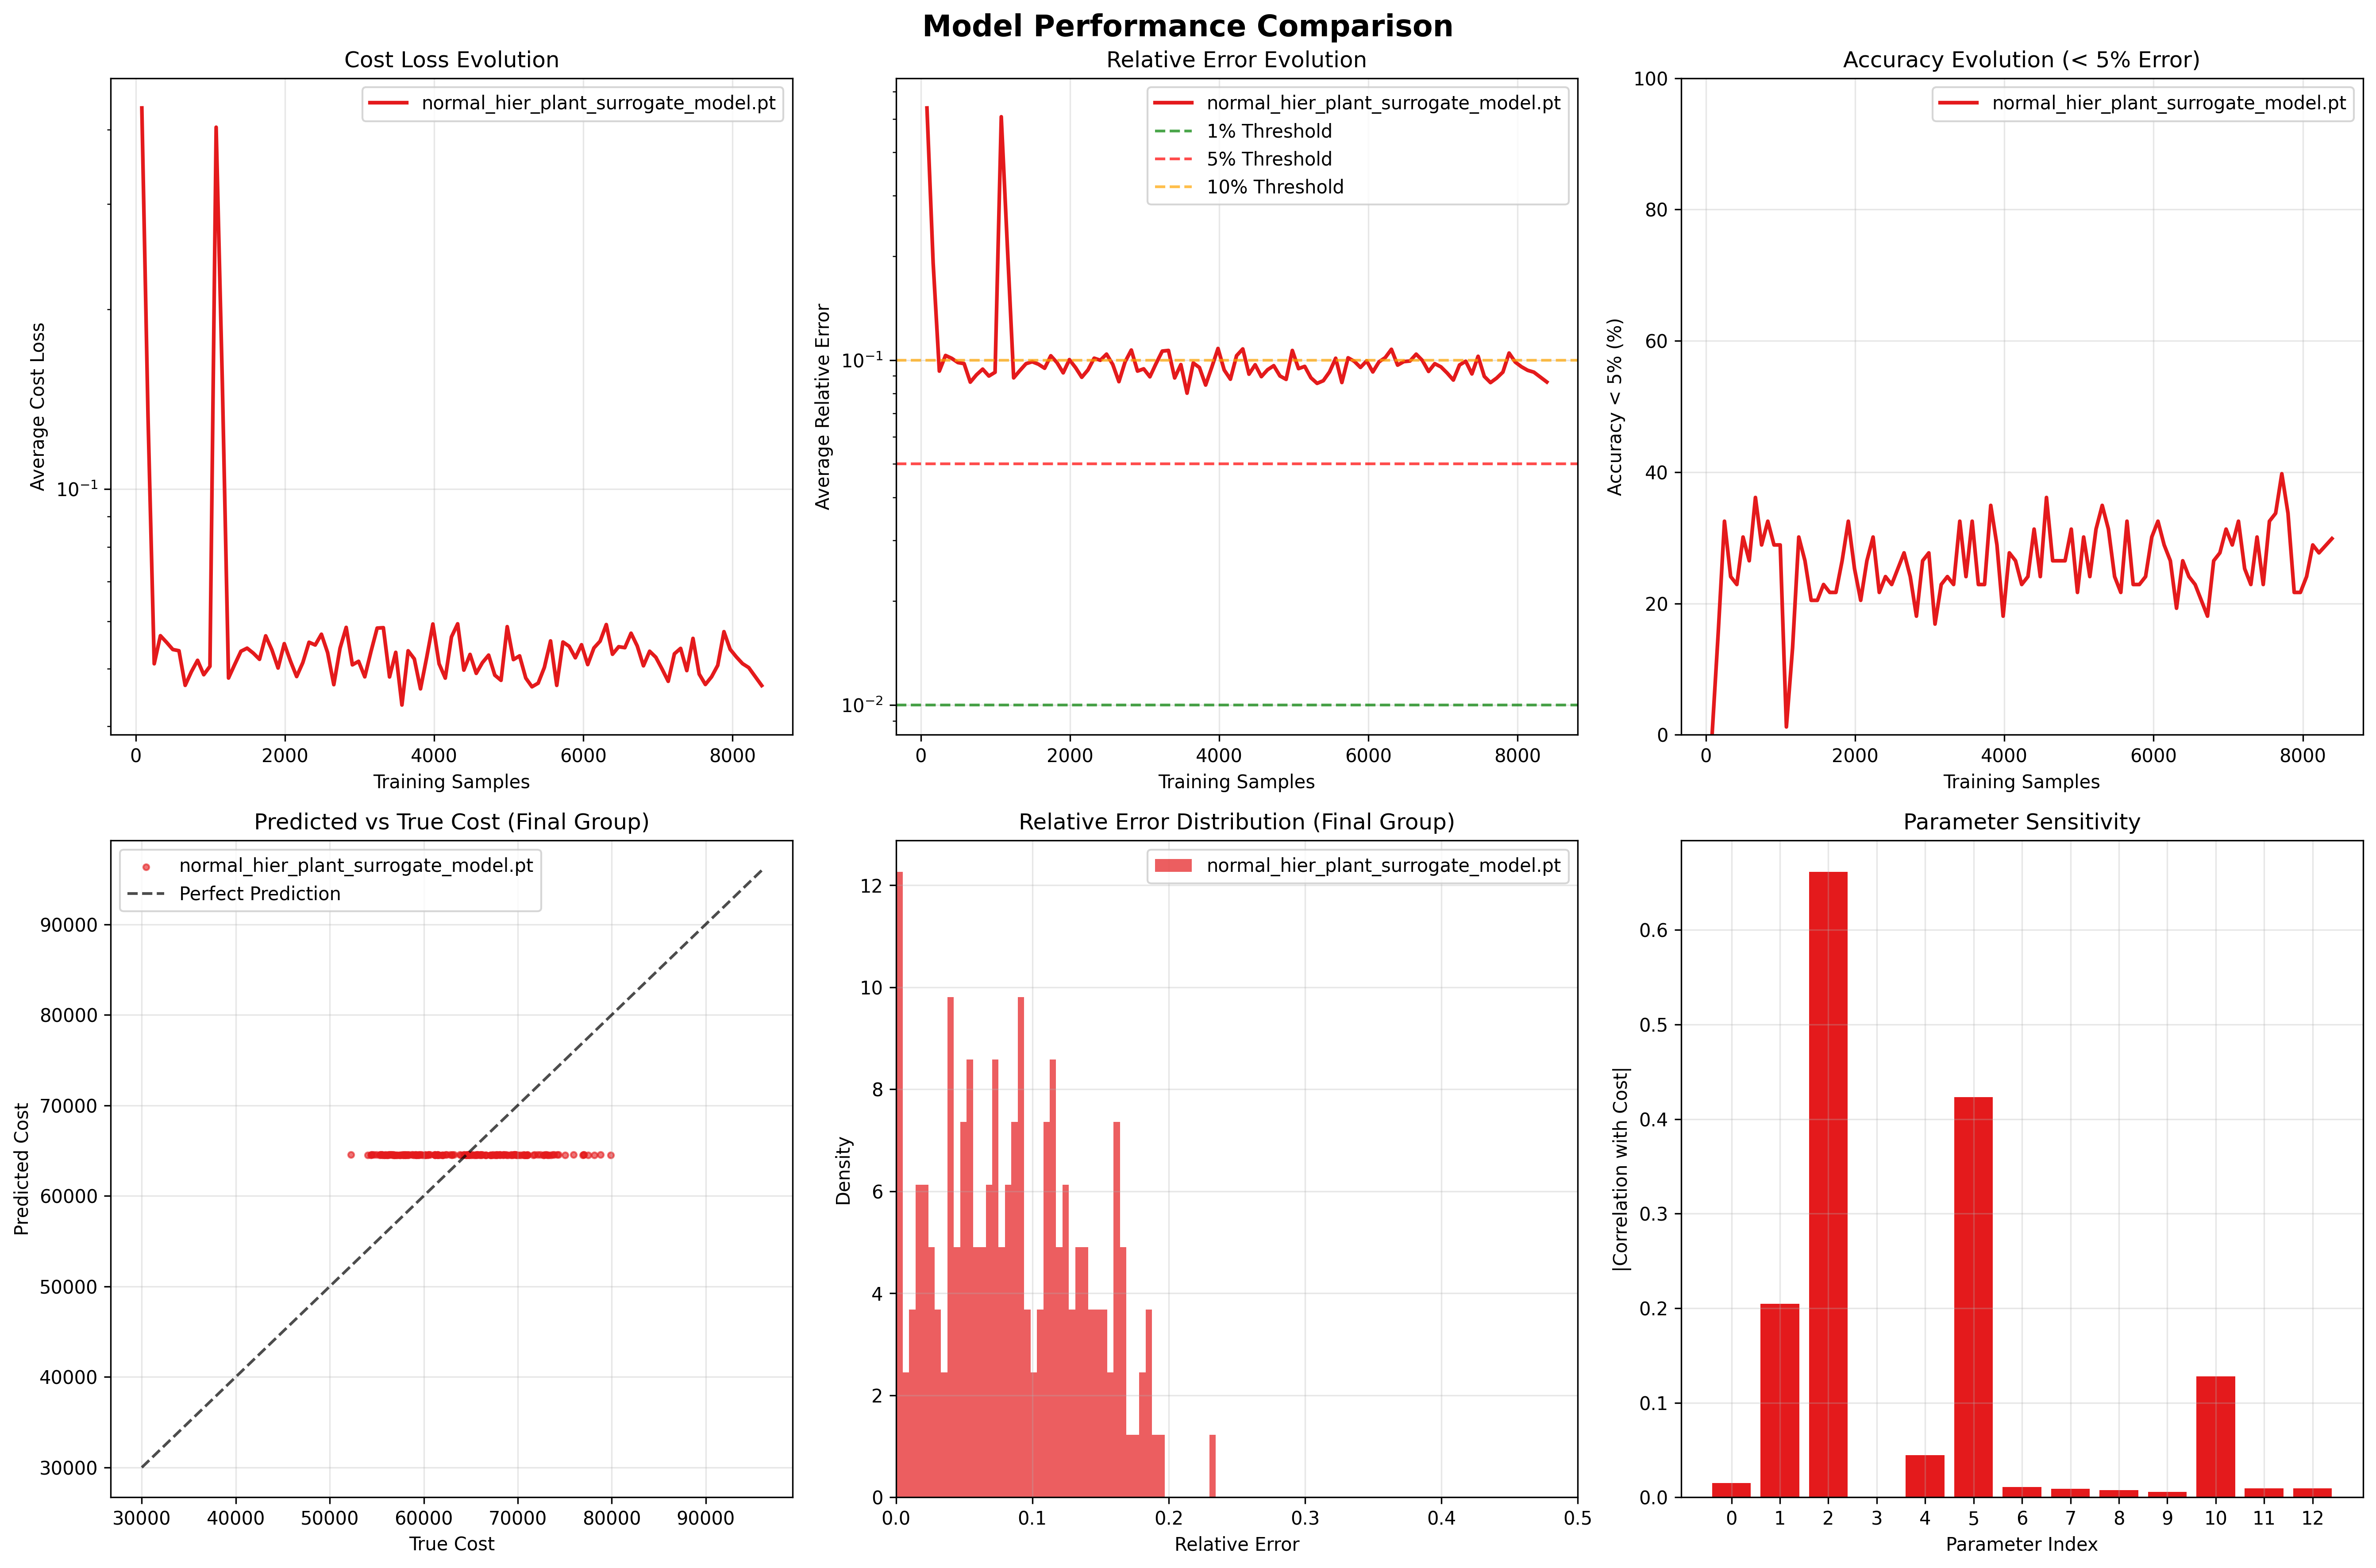 Model Performance Comparison
Cost Loss Evolution
normal_hier_plant_surrogate_model.pt
Average Cost Loss
10⁻¹
0 2000 4000 6000 8000
Training Samples
Relative Error Evolution
normal_hier_plant_surrogate_model.pt
1% Threshold
5% Threshold
10% Threshold
Average Relative Error
10⁻¹
10⁻²
0 2000 4000 6000 8000
Training Samples
Accuracy Evolution (< 5% Error)
normal_hier_plant_surrogate_model.pt
Accuracy < 5% (%)
100
80
60
40
20
0
0 2000 4000 6000 8000
Training Samples
Predicted vs True Cost (Final Group)
normal_hier_plant_surrogate_model.pt
Perfect Prediction
Predicted Cost
90000
80000
70000
60000
50000
40000
30000
30000 40000 50000 60000 70000 80000 90000
True Cost
Relative Error Distribution (Final Group)
normal_hier_plant_surrogate_model.pt
Density
12
10
8
6
4
2
0
0.0 0.1 0.2 0.3 0.4 0.5
Relative Error
Parameter Sensitivity
|Correlation with Cost|
0.6
0.5
0.4
0.3
0.2
0.1
0.0
0 1 2 3 4 5 6 7 8 9 10 11 12
Parameter Index